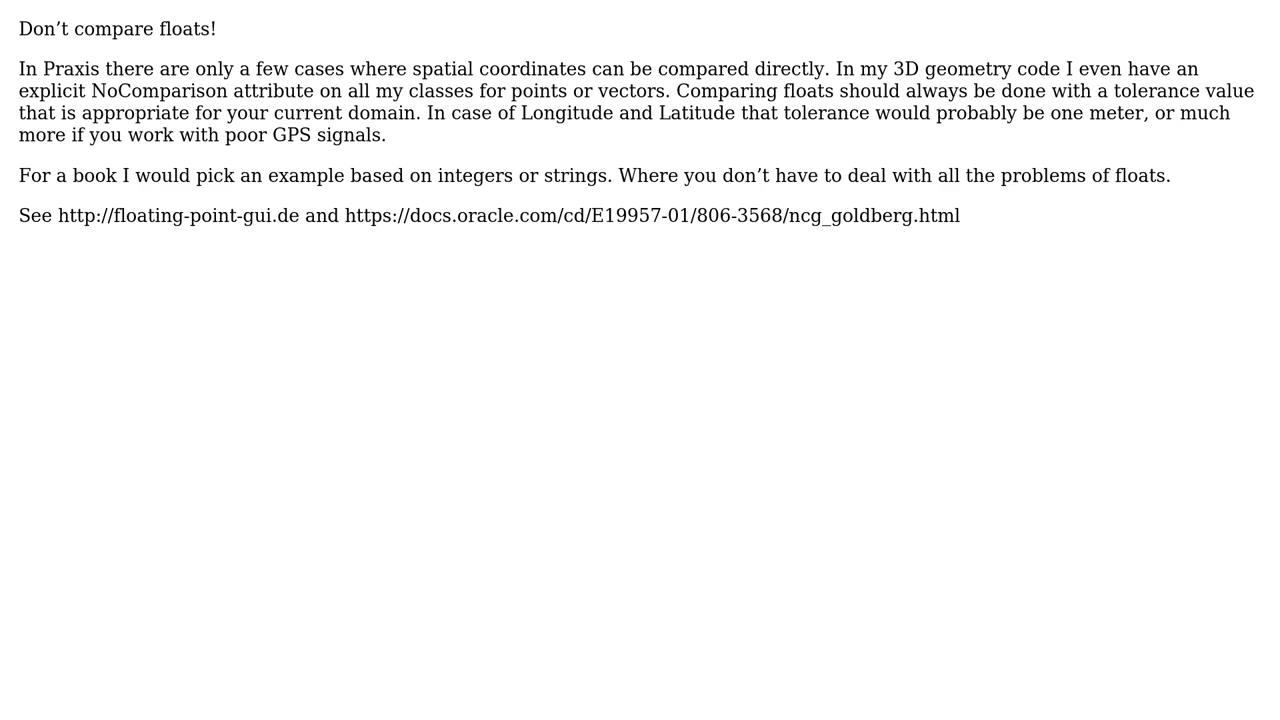 Don’t compare floats!
In Praxis there are only a few cases where spatial coordinates can be compared directly. In my 3D geometry code I even have an
explicit NoComparison attribute on all my classes for points or vectors. Comparing floats should always be done with a tolerance value
that is appropriate for your current domain. In case of Longitude and Latitude that tolerance would probably be one meter, or much
more if you work with poor GPS signals.
For a book I would pick an example based on integers or strings. Where you don’t have to deal with all the problems of floats.
See http://floating-point-gui.de and https://docs.oracle.com/cd/E19957-01/806-3568/ncg_goldberg.html